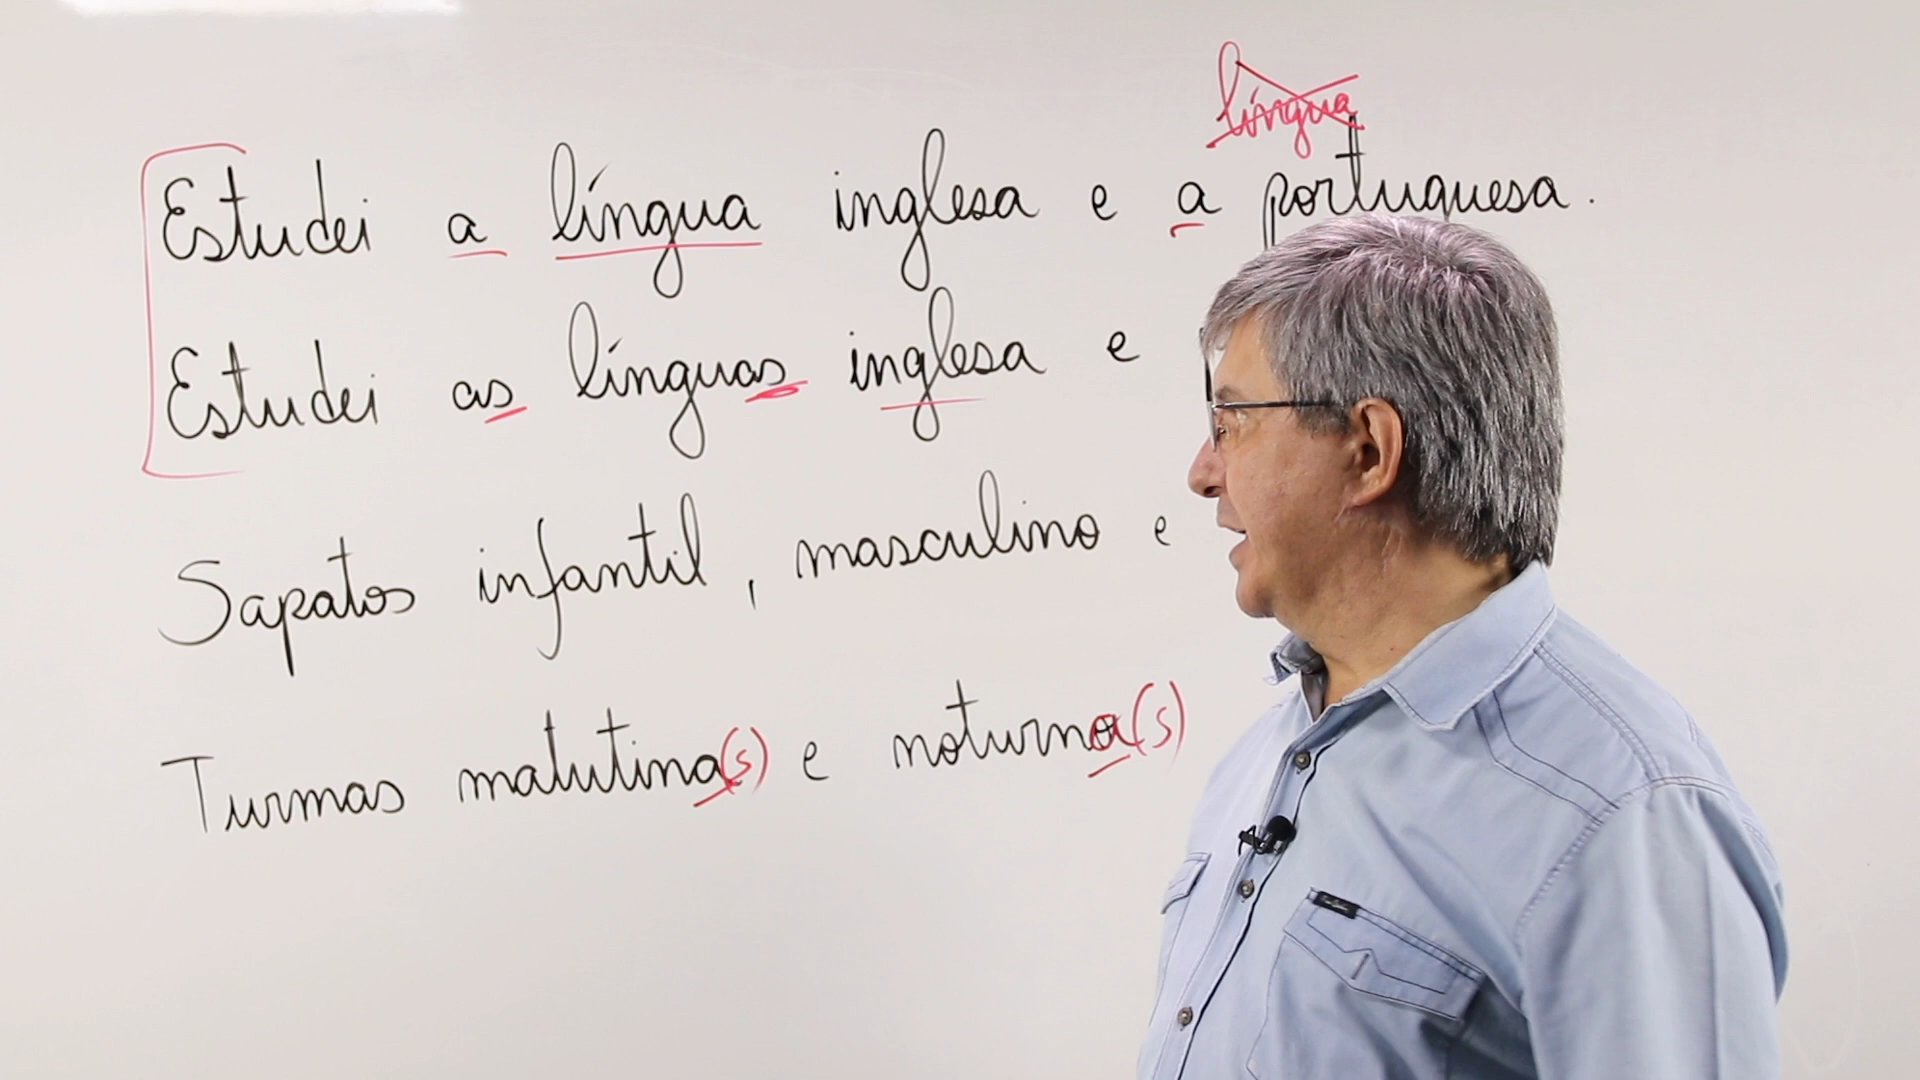 língua
Estudei a língua inglesa e a portuguesa.
Estudei as línguas inglesa e
Sapatos infantil, masculino e
Turmas matutina(s) e noturna(s)